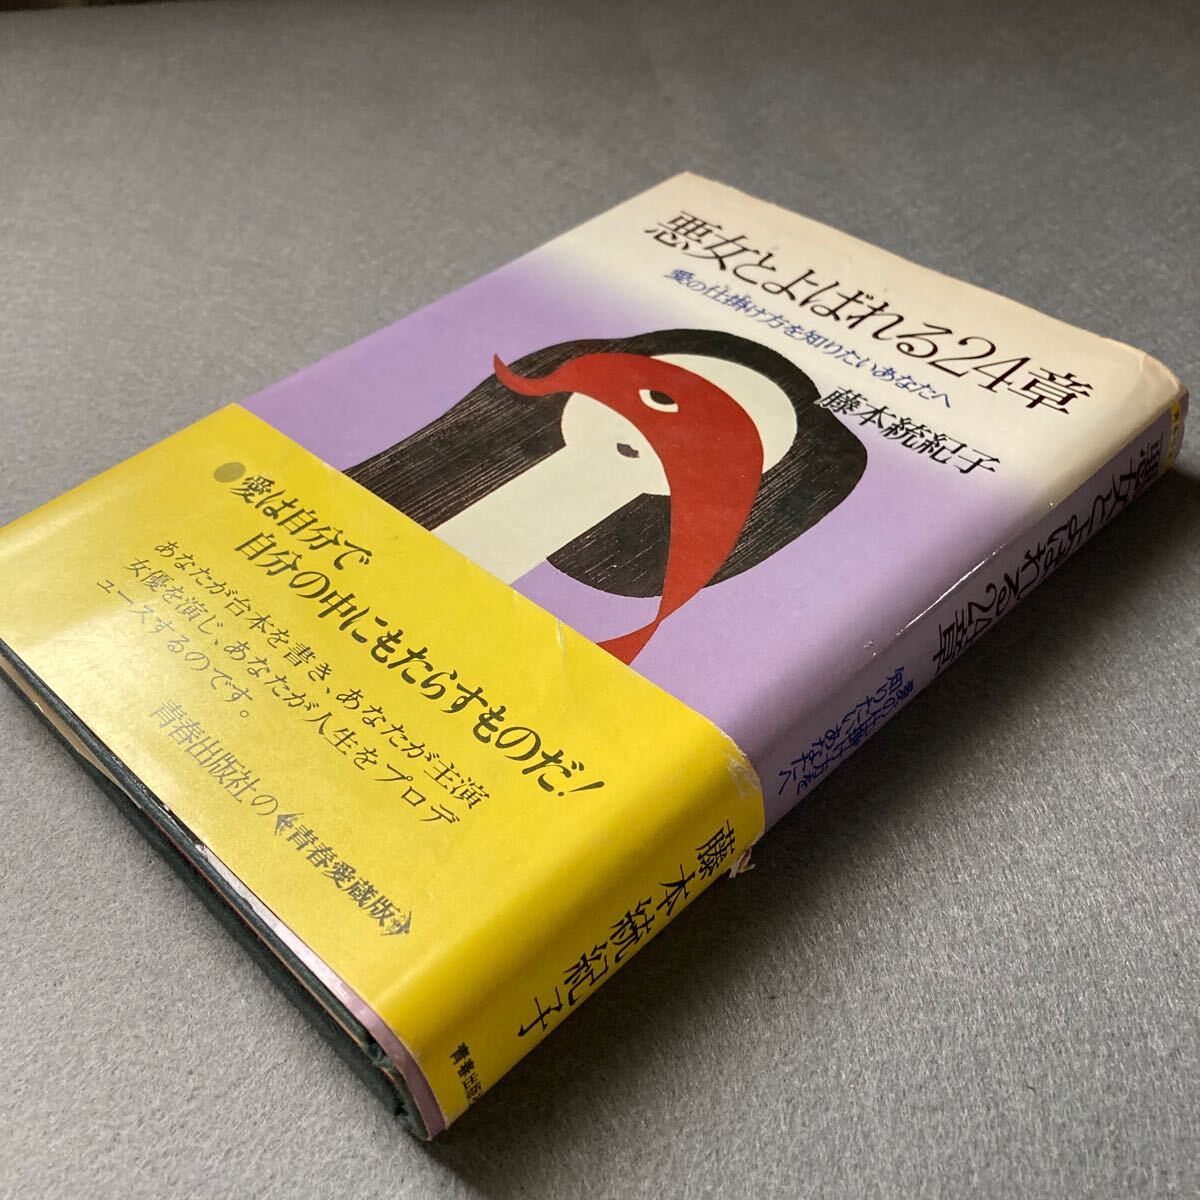 悪女とよばれる24章
愛の仕掛け方を知りたいあなたへ
藤本統紀子
●愛は自分で
自分の中にもたらすものだ!
あなたが台本を書き、あなたが主演
女優を演じ、あなたが人生をプロデ
ュースするのです。
青春出版社の《青春愛蔵版》
悪女とよばれる24章
愛の仕掛け方を
知りたいあなたへ
藤本統紀子
青春出版社